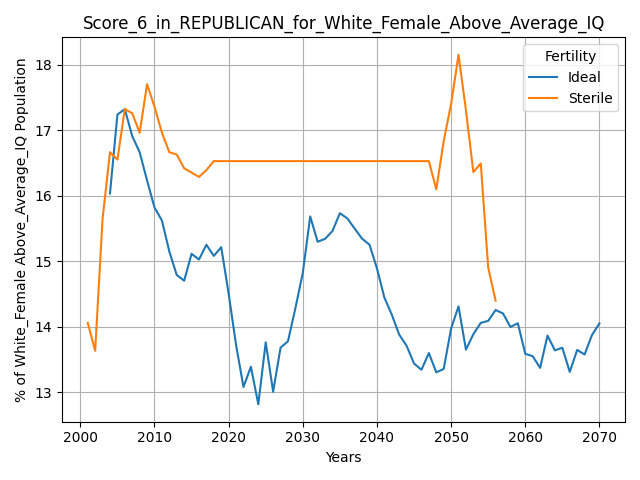 Score_6_in_REPUBLICAN_for_White_Female_Above_Average_IQ
% of White_Female Above_Average_IQ Population
18
17
16
15
14
13
Fertility
Ideal
Sterile
2000 2010 2020 2030 2040 2050 2060 2070
Years